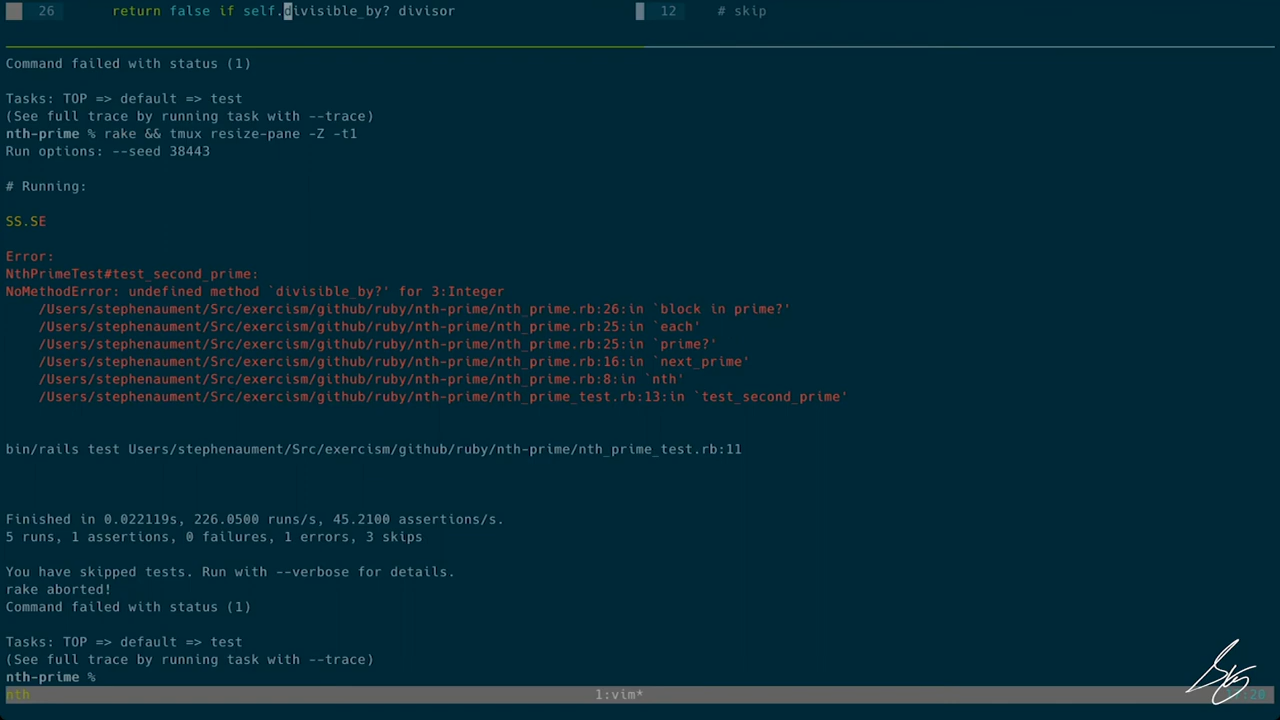 26 return false if self.divisible_by? divisor
12 # skip
Command failed with status (1)
Tasks: TOP => default => test
(See full trace by running task with --trace)
nth-prime % rake && tmux resize-pane -Z -t1
Run options: --seed 38443
# Running:
SS.SE
Error:
NthPrimeTest#test_second_prime:
NoMethodError: undefined method `divisible_by?' for 3:Integer
/Users/stephenaument/Src/exercism/github/ruby/nth-prime/nth_prime.rb:26:in `block in prime?'
/Users/stephenaument/Src/exercism/github/ruby/nth-prime/nth_prime.rb:25:in `each'
/Users/stephenaument/Src/exercism/github/ruby/nth-prime/nth_prime.rb:25:in `prime?'
/Users/stephenaument/Src/exercism/github/ruby/nth-prime/nth_prime.rb:16:in `next_prime'
/Users/stephenaument/Src/exercism/github/ruby/nth-prime/nth_prime.rb:8:in `nth'
/Users/stephenaument/Src/exercism/github/ruby/nth-prime/nth_prime_test.rb:13:in `test_second_prime'
bin/rails test Users/stephenaument/Src/exercism/github/ruby/nth-prime/nth_prime_test.rb:11
Finished in 0.022119s, 226.0500 runs/s, 45.2100 assertions/s.
5 runs, 1 assertions, 0 failures, 1 errors, 3 skips
You have skipped tests. Run with --verbose for details.
rake aborted!
Command failed with status (1)
Tasks: TOP => default => test
(See full trace by running task with --trace)
nth-prime %
nth 1:vim*